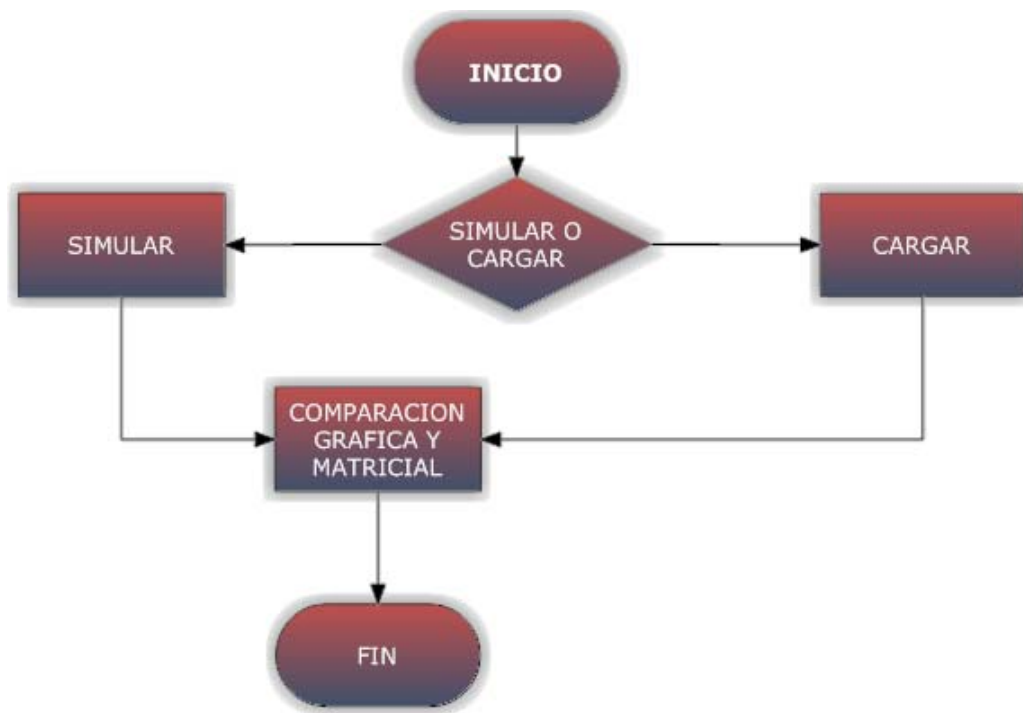 INICIO
SIMULAR
SIMULAR O
CARGAR
CARGAR
COMPARACION
GRAFICA Y
MATRICIAL
FIN